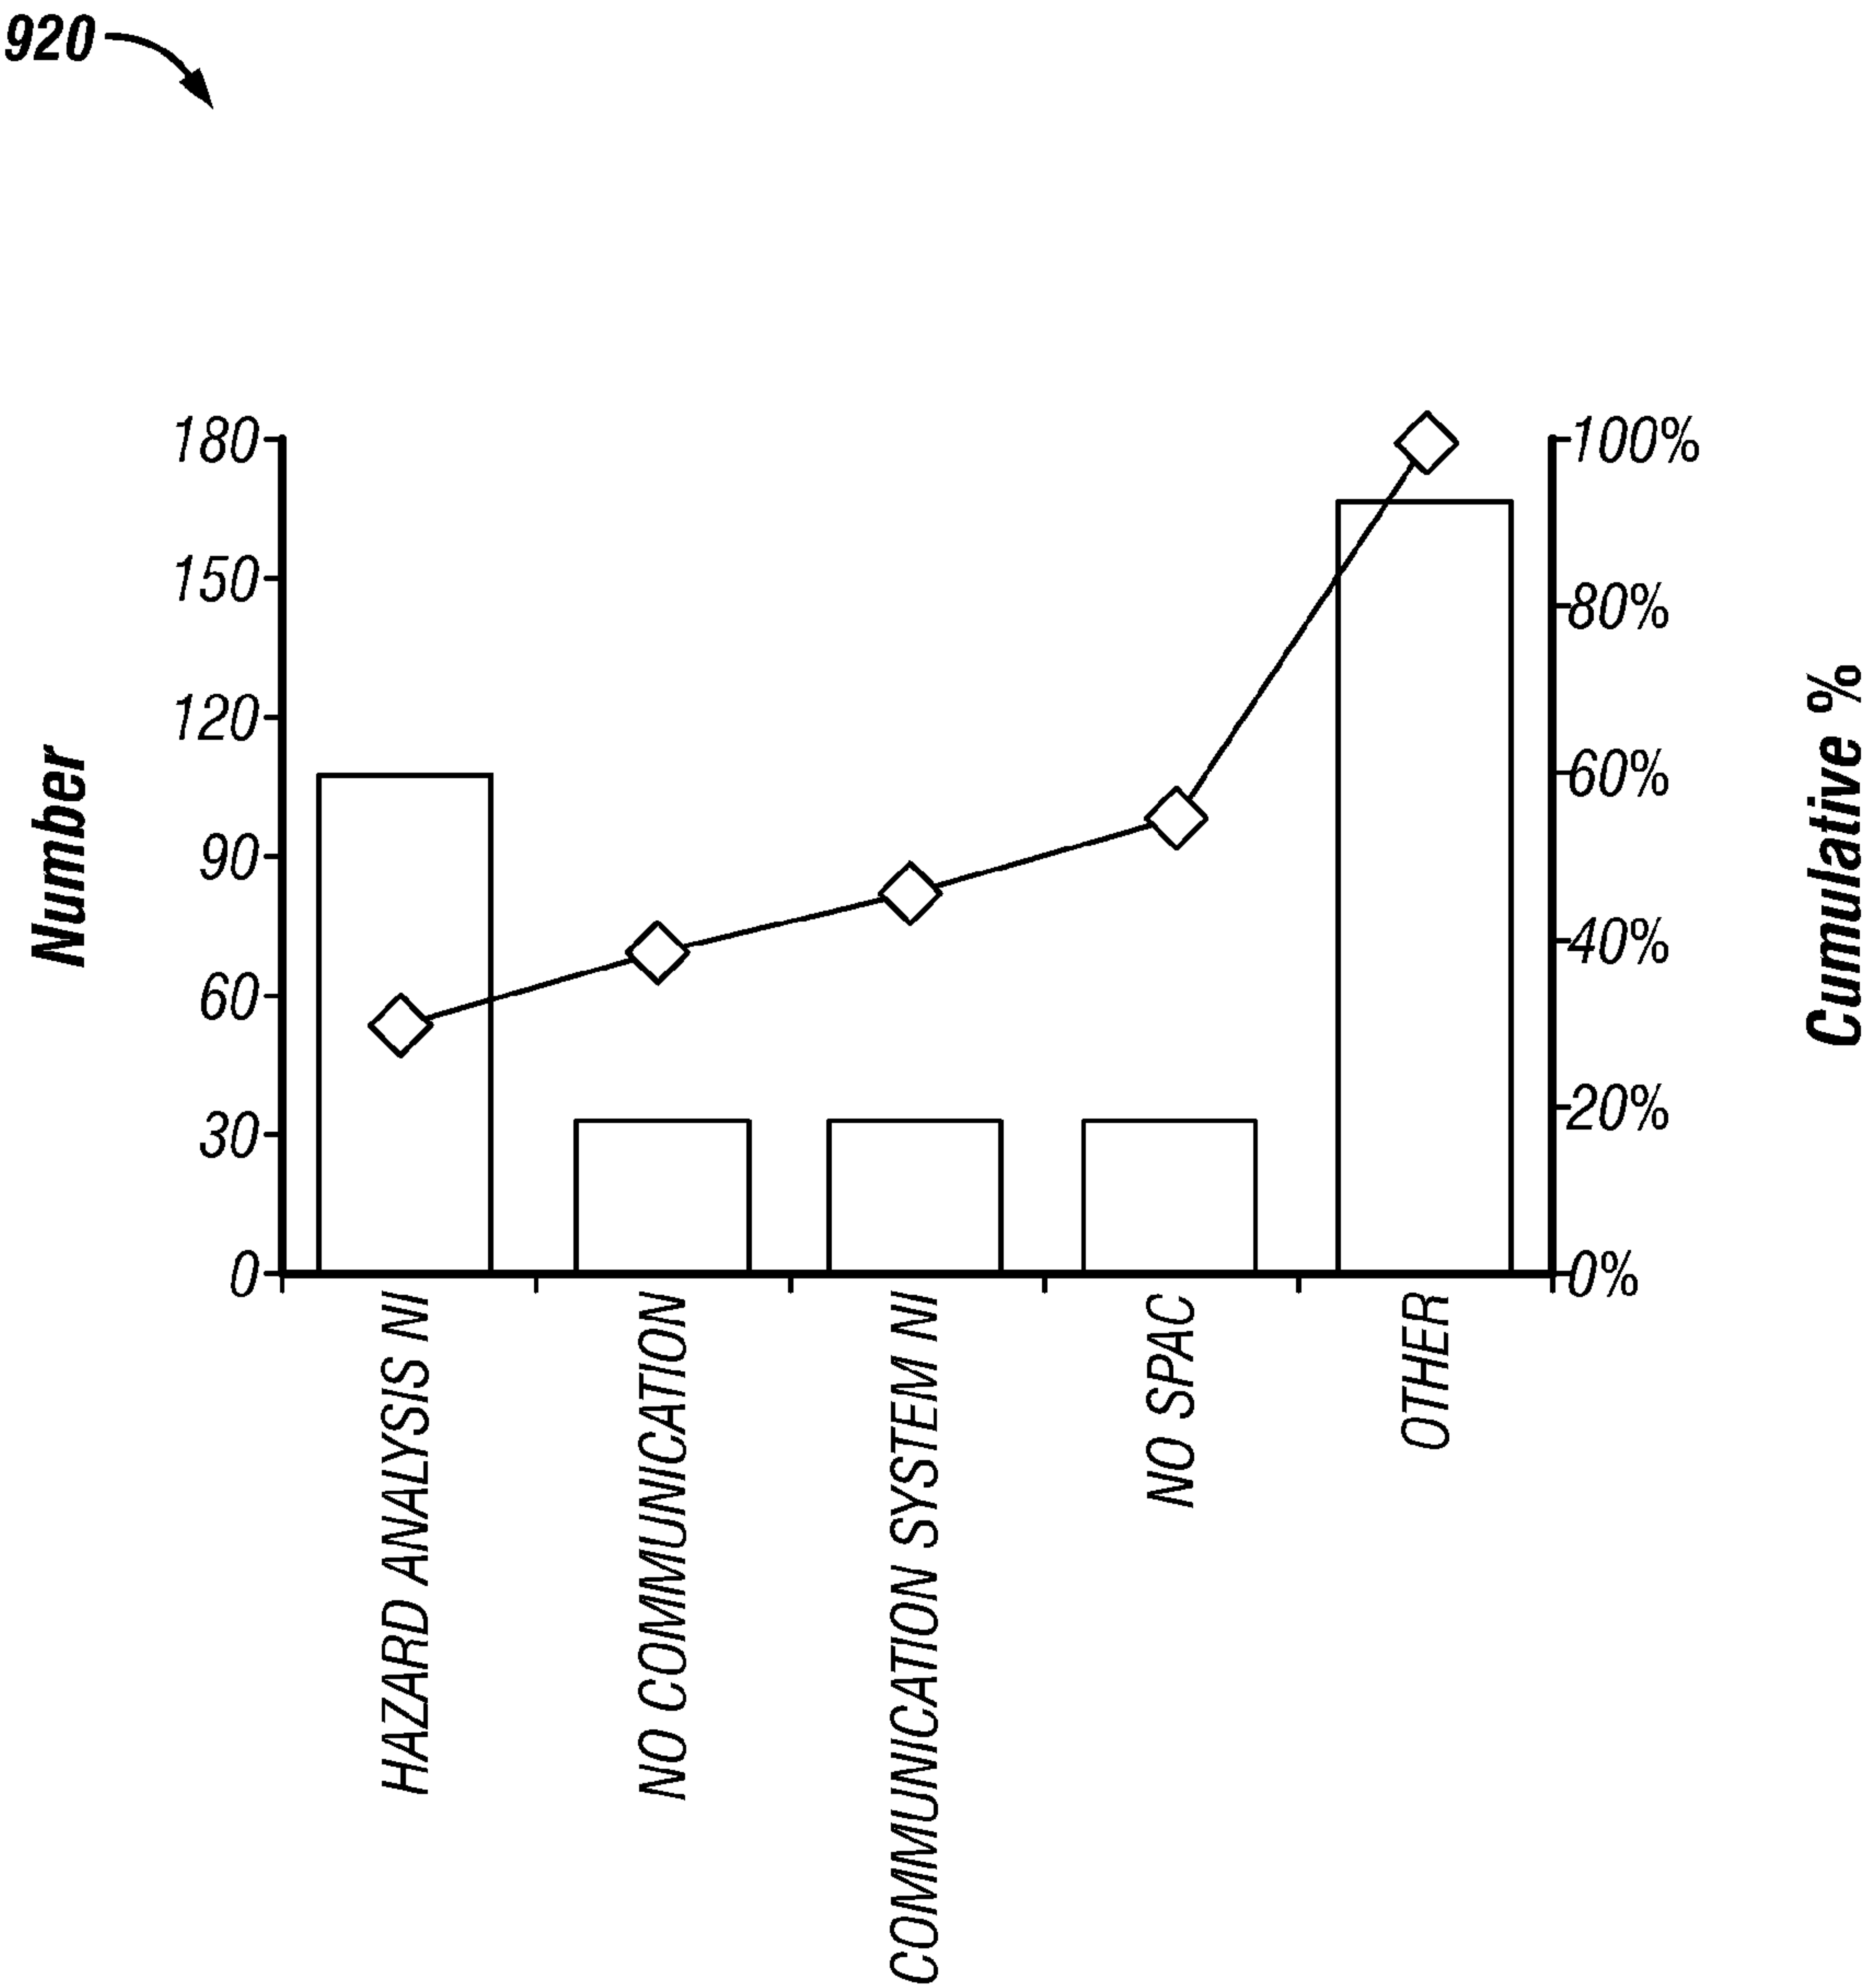 920
180
150
120
90
60
30
0
Number
100%
80%
60%
40%
20%
0%
Cumulative %
HAZARD ANALYSIS NI
NO COMMUNICATION
COMMUNICATION SYSTEM NI
NO SPAC
OTHER